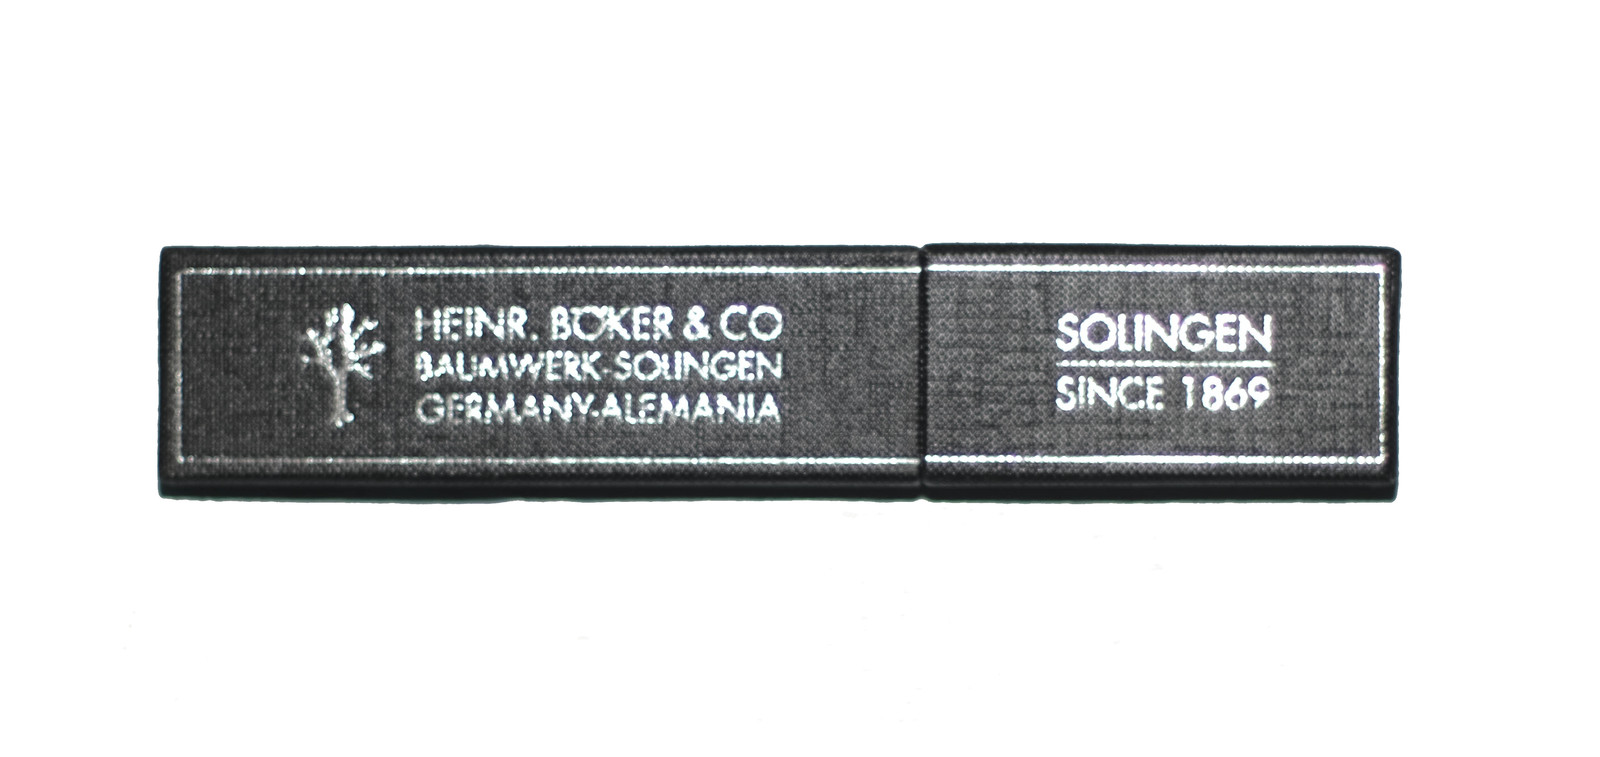 HEINR. BÖKER & CO
BAUMWERK-SOLINGEN
GERMANY-ALEMANIA
SOLINGEN
SINCE 1869